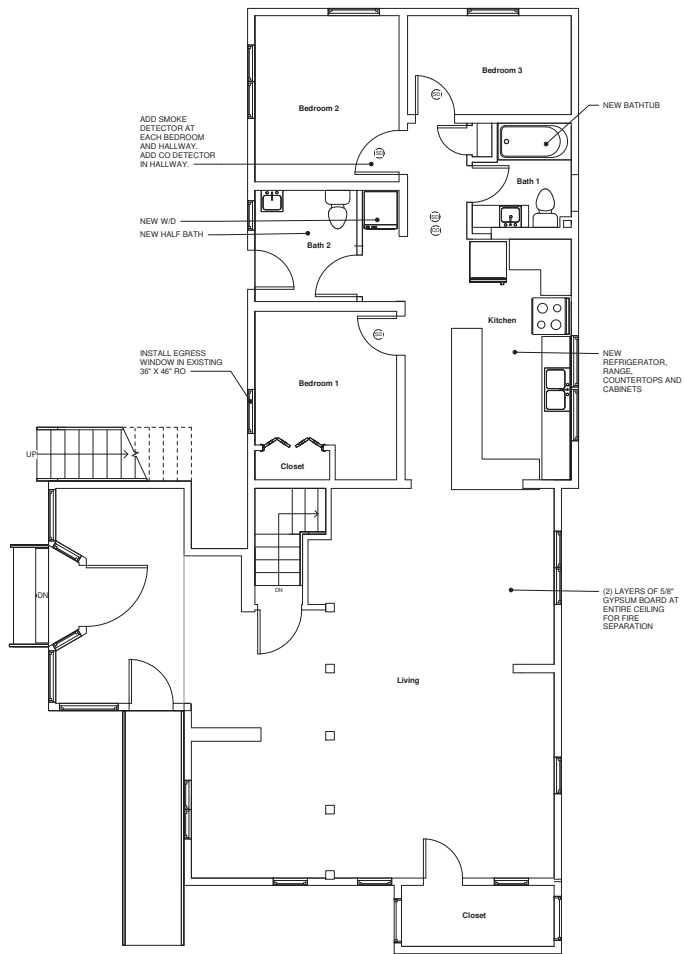 Bedroom 3
Bedroom 2
SD
NEW BATHTUB
ADD SMOKE
DETECTOR AT
EACH BEDROOM
AND HALLWAY.
ADD CO DETECTOR
IN HALLWAY.
SD
Bath 1
NEW W/D
NEW HALF BATH
SD
CO
Bath 2
Kitchen
SD
INSTALL EGRESS
WINDOW IN EXISTING
36" X 46" RO
NEW
REFRIGERATOR,
RANGE,
COUNTERTOPS AND
CABINETS
Bedroom 1
UP
Closet
DN
DN
(2) LAYERS OF 5/8"
GYPSUM BOARD AT
ENTIRE CEILING
FOR FIRE
SEPARATION
Living
Closet